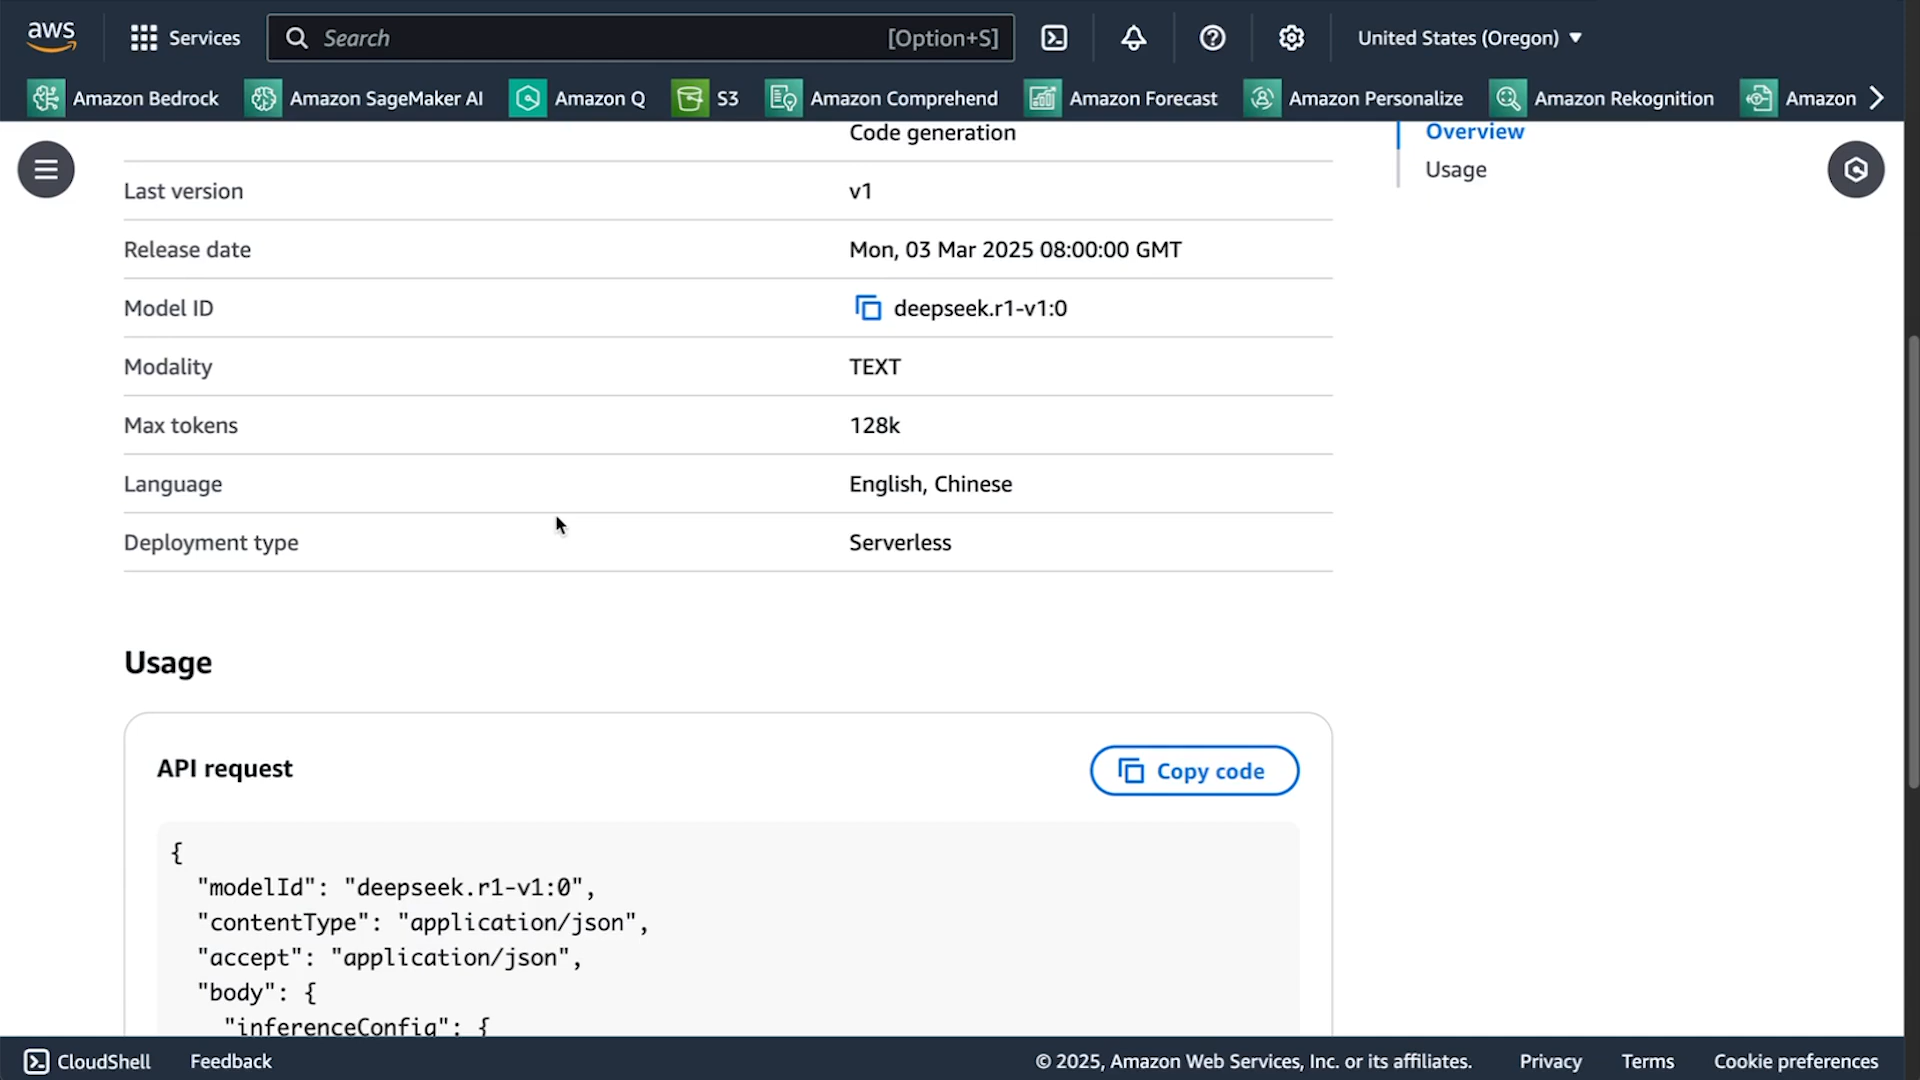 aws
Services
Search
[Option+S]
United States (Oregon)
Amazon Bedrock
Amazon SageMaker AI
Amazon Q
S3
Amazon Comprehend
Amazon Forecast
Amazon Personalize
Amazon Rekognition
Amazon
Code generation
Last version
v1
Release date
Mon, 03 Mar 2025 08:00:00 GMT
Model ID
deepseek.r1-v1:0
Modality
TEXT
Max tokens
128k
Language
English, Chinese
Deployment type
Serverless
Overview
Usage
Usage
API request
Copy code
{
"modelId": "deepseek.r1-v1:0",
"contentType": "application/json",
"accept": "application/json",
"body": {
"inferenceConfig": {
CloudShell
Feedback
© 2025, Amazon Web Services, Inc. or its affiliates.
Privacy
Terms
Cookie preferences